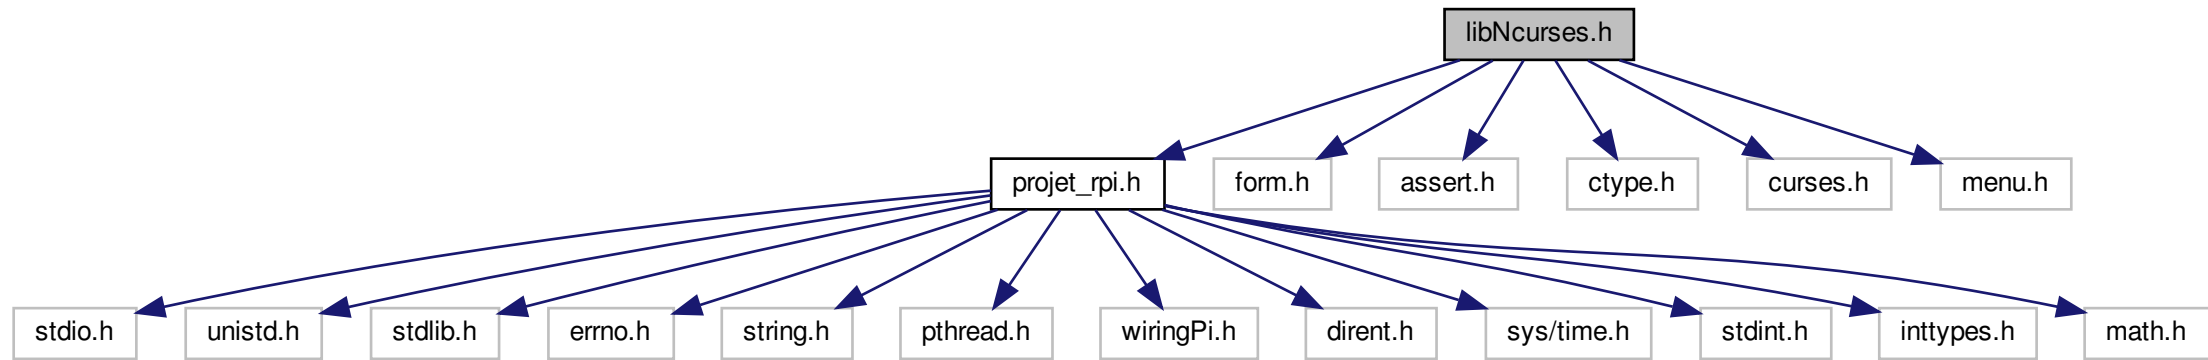 libNcurses.h
projet_rpi.h
form.h
assert.h
ctype.h
curses.h
menu.h
stdio.h
unistd.h
stdlib.h
errno.h
string.h
pthread.h
wiringPi.h
dirent.h
sys/time.h
stdint.h
inttypes.h
math.h